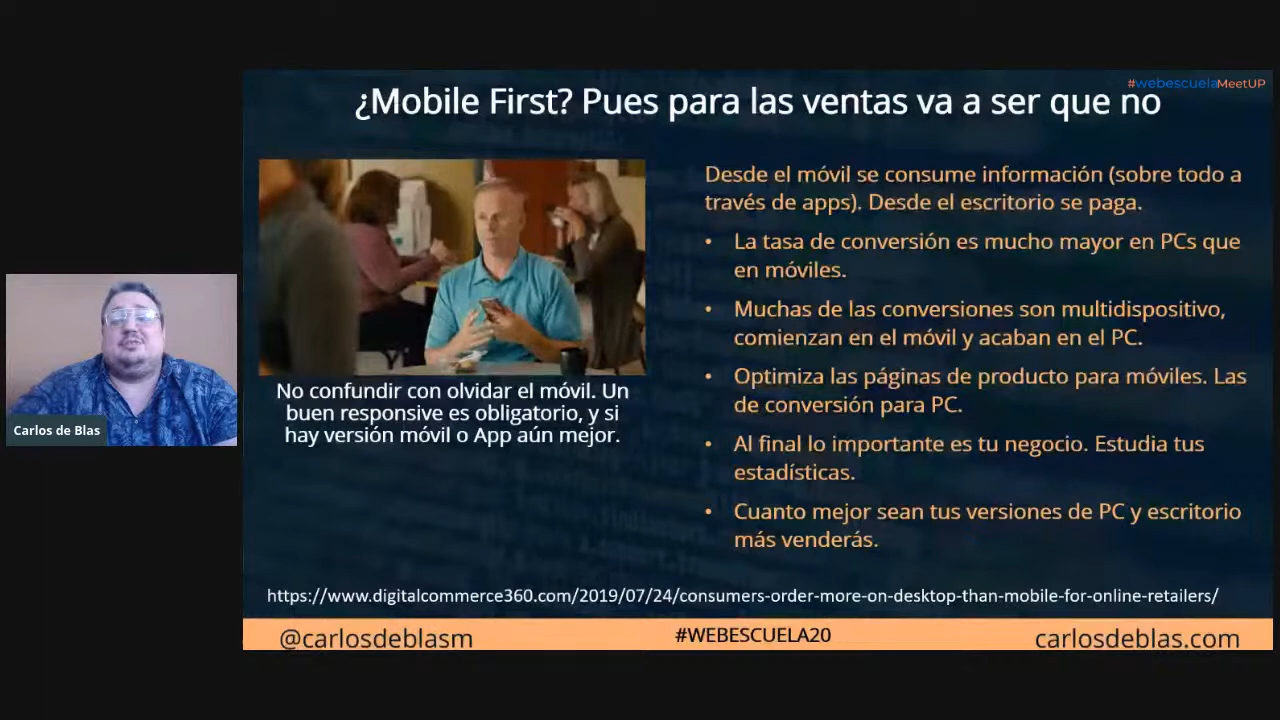 #webescuelaMeetUP
¿Mobile First? Pues para las ventas va a ser que no
Desde el móvil se consume información (sobre todo a
través de apps). Desde el escritorio se paga.
• La tasa de conversión es mucho mayor en PCs que
en móviles.
• Muchas de las conversiones son multidispositivo,
comienzan en el móvil y acaban en el PC.
• Optimiza las páginas de producto para móviles. Las
de conversión para PC.
• Al final lo importante es tu negocio. Estudia tus
estadísticas.
• Cuanto mejor sean tus versiones de PC y escritorio
más venderás.
No confundir con olvidar el móvil. Un
buen responsive es obligatorio, y si
hay versión móvil o App aún mejor.
Carlos de Blas
https://www.digitalcommerce360.com/2019/07/24/consumers-order-more-on-desktop-than-mobile-for-online-retailers/
@carlosdeblasm
#WEBESCUELA20
carlosdeblas.com